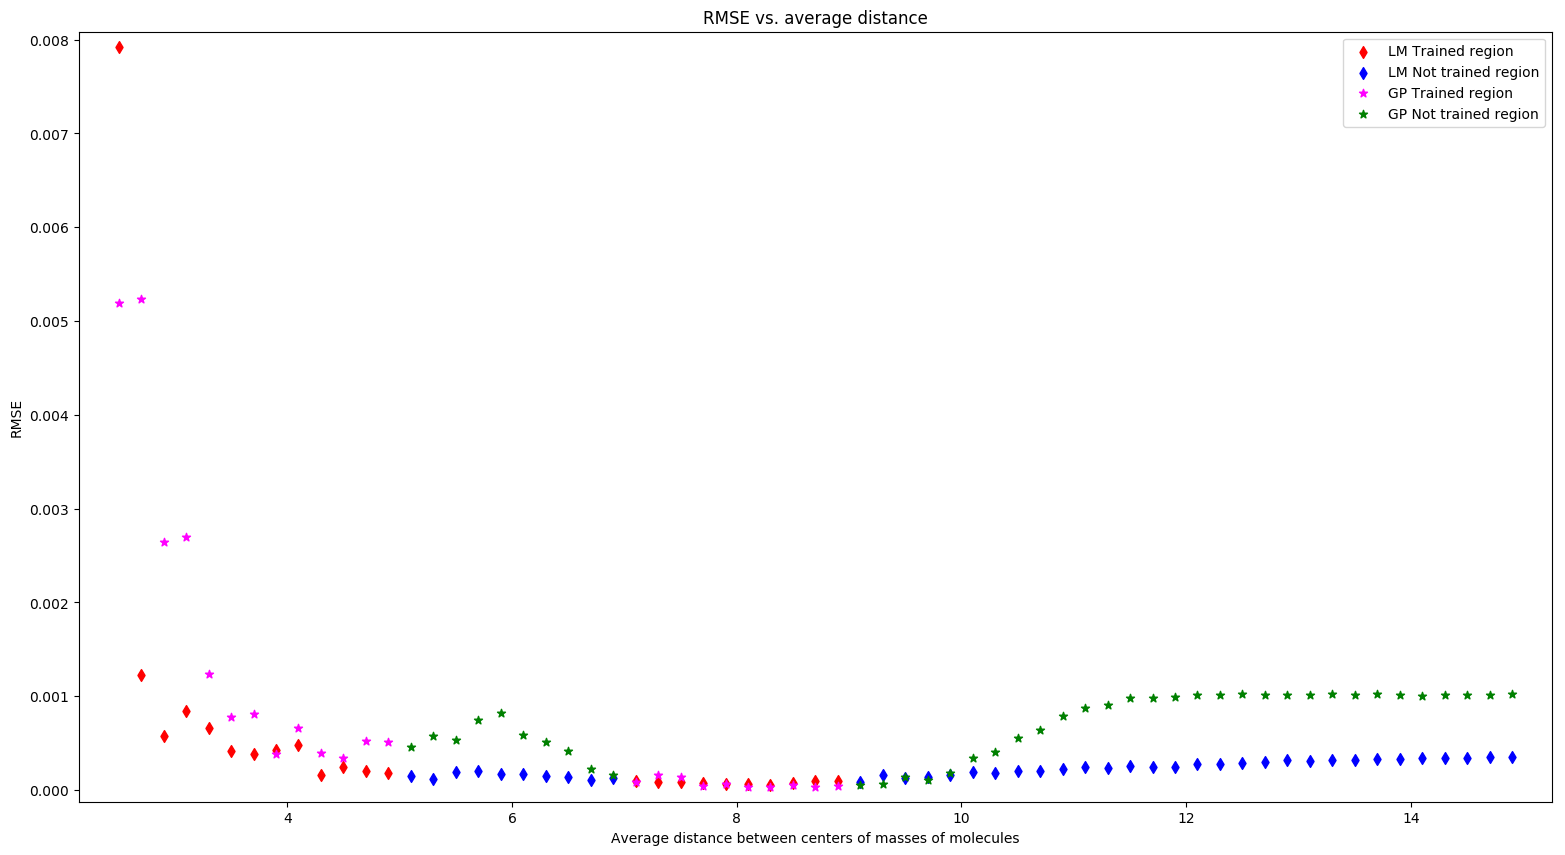 RMSE vs. average distance
LM Trained region
LM Not trained region
GP Trained region
GP Not trained region
RMSE
0.008
0.007
0.006
0.005
0.004
0.003
0.002
0.001
0.000
4
6
8
10
12
14
Average distance between centers of masses of molecules